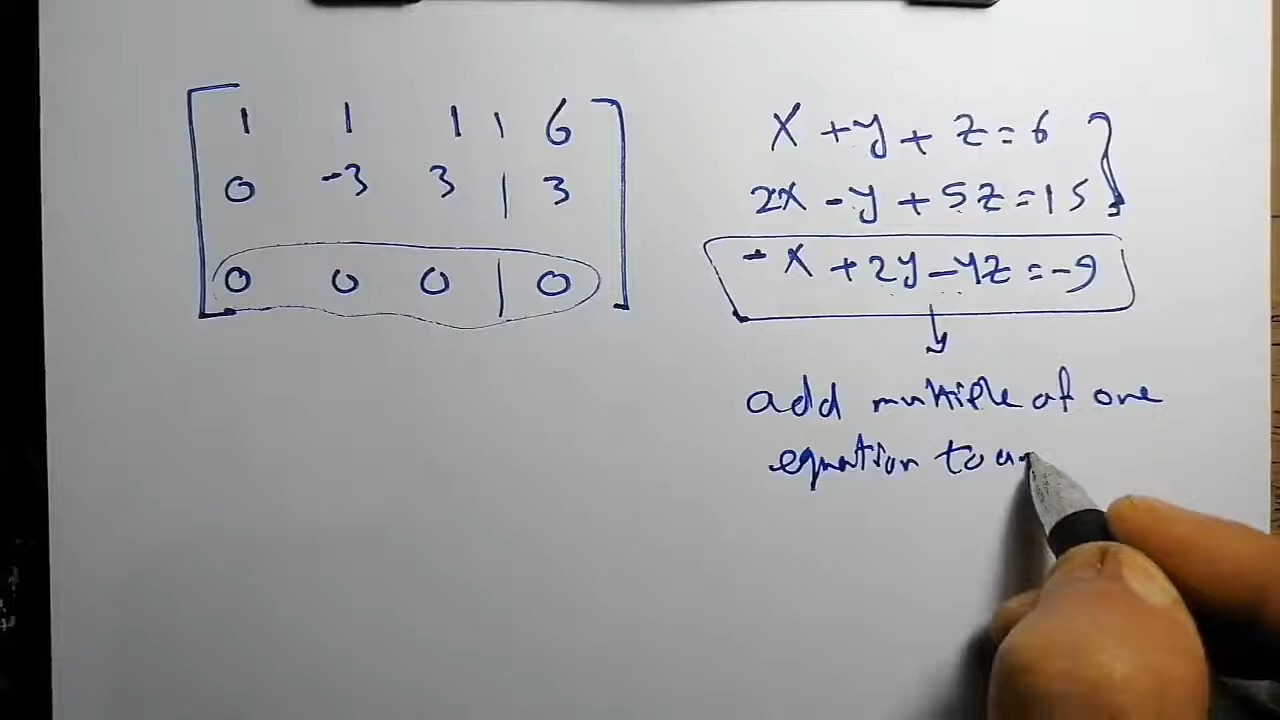 1 1 1 | 6
0 -3 3 | 3
0 0 0 | 0
x + y + z = 6
2x - y + 5z = 15
- x + 2y - 4z = -9
add multiple of one
equation to